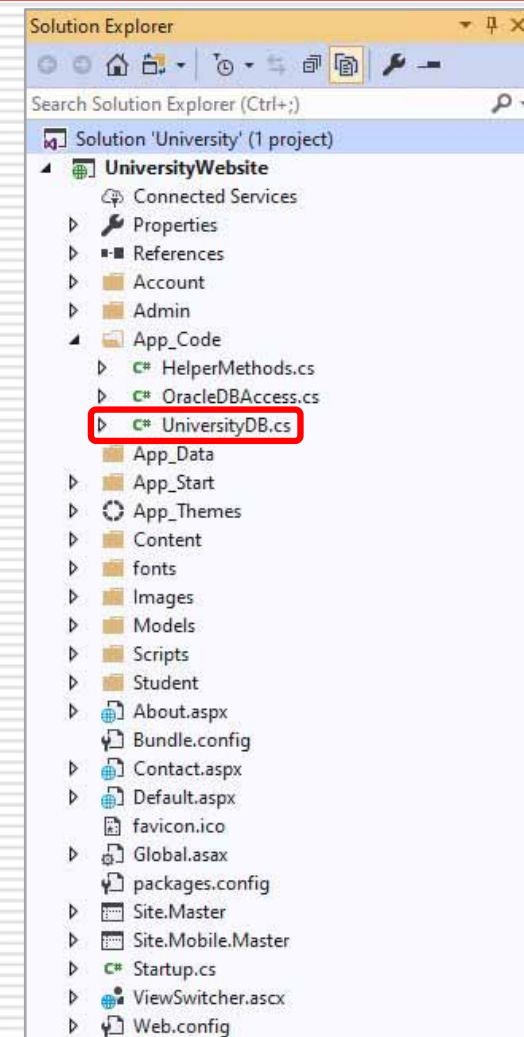 Solution Explorer
Search Solution Explorer (Ctrl+;)
Solution 'University' (1 project)
UniversityWebsite
Connected Services
Properties
References
Account
Admin
App_Code
C# HelperMethods.cs
C# OracleDBAccess.cs
C# UniversityDB.cs
App_Data
App_Start
App_Themes
Content
fonts
Images
Models
Scripts
Student
About.aspx
Bundle.config
Contact.aspx
Default.aspx
favicon.ico
Global.asax
packages.config
Site.Master
Site.Mobile.Master
C# Startup.cs
ViewSwitcher.ascx
Web.config